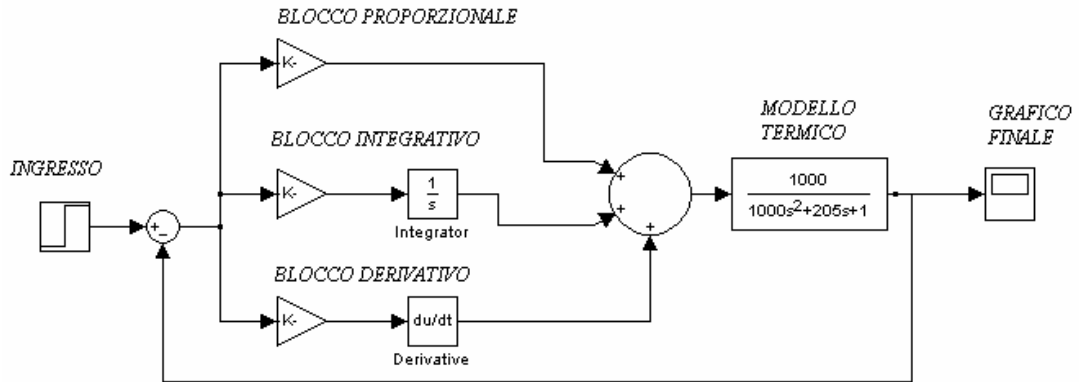 BLOCCO PROPORZIONALE
K-
MODELLO
TERMICO
GRAFICO
FINALE
BLOCCO INTEGRATIVO
INGRESSO
K-
1
s
Integrator
+
+
+
1000
1000s²+205s+1
+
−
BLOCCO DERIVATIVO
K-
du/dt
Derivative